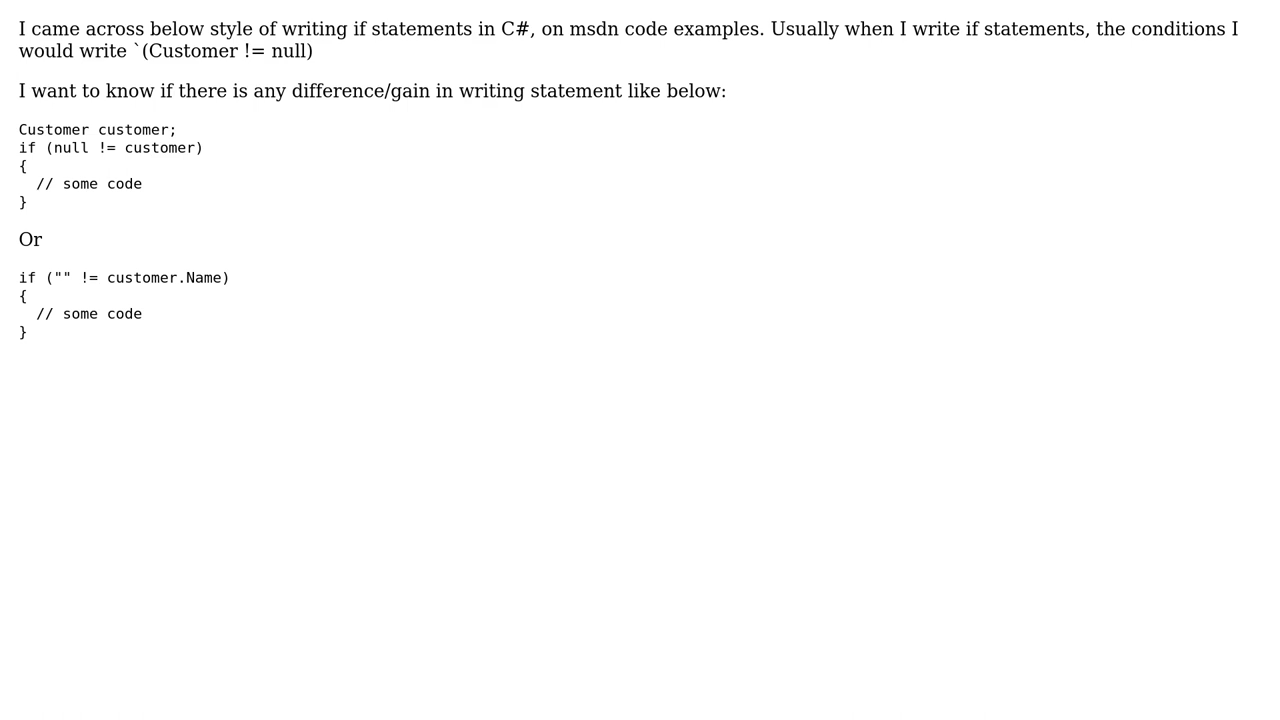 I came across below style of writing if statements in C#, on msdn code examples. Usually when I write if statements, the conditions I
would write `(Customer != null)
I want to know if there is any difference/gain in writing statement like below:
Customer customer;
if (null != customer)
{
  // some code
}
Or
if ("" != customer.Name)
{
  // some code
}